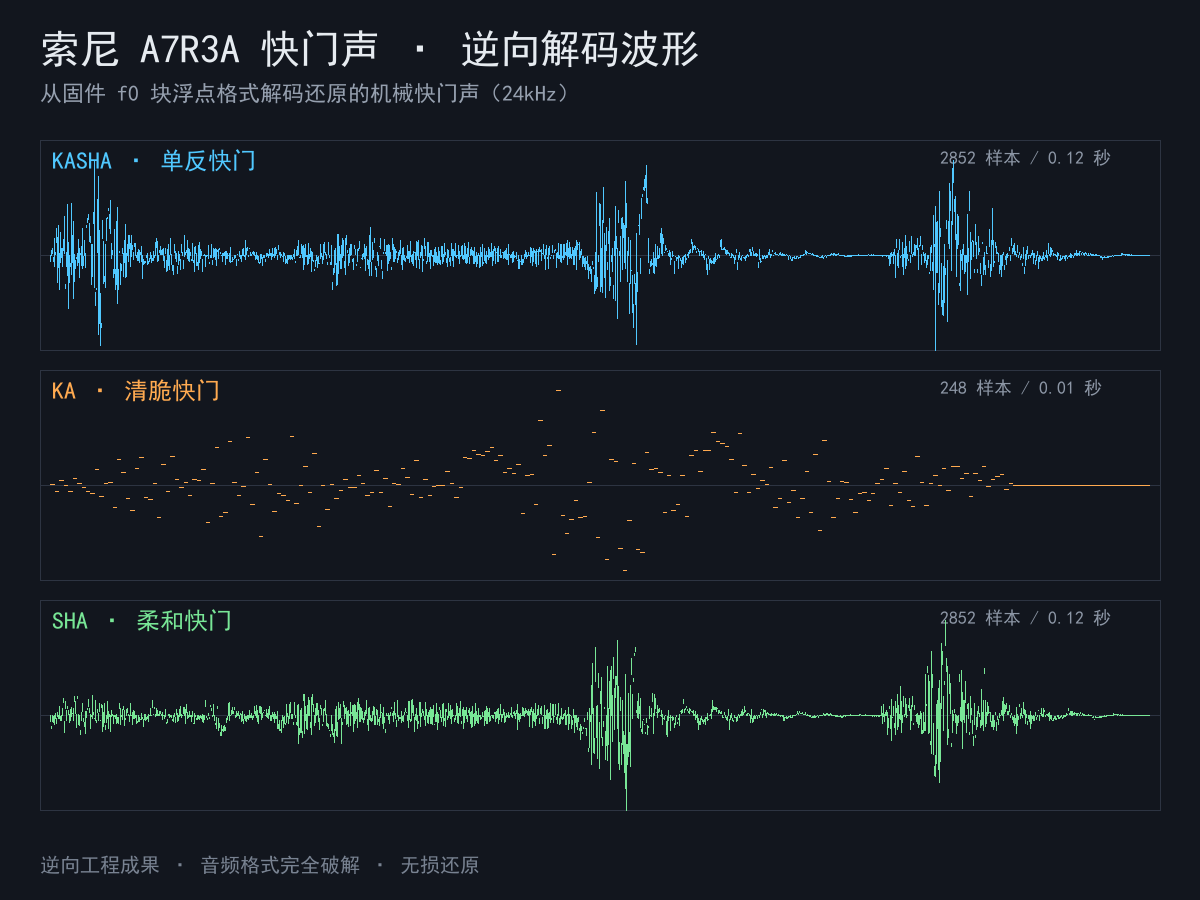 索尼 A7R3A 快门声 · 逆向解码波形
从固件 f0 块浮点格式解码还原的机械快门声（24kHz）
KASHA · 单反快门
2852 样本 / 0.12 秒
KA · 清脆快门
248 样本 / 0.01 秒
SHA · 柔和快门
2852 样本 / 0.12 秒
逆向工程成果 · 音频格式完全破解 · 无损还原